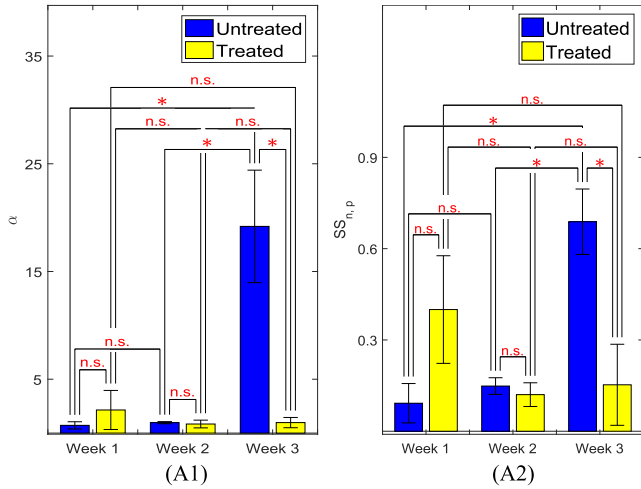 39
25
15
5
α
Untreated
Treated
n.s.
*
n.s.
n.s.
*
*
n.s.
n.s.
n.s.
Week 1
Week 2
Week 3
(A1)
0.9
0.6
0.3
SSn, p
Untreated
Treated
n.s.
*
n.s.
n.s.
*
*
n.s.
n.s.
n.s.
Week 1
Week 2
Week 3
(A2)